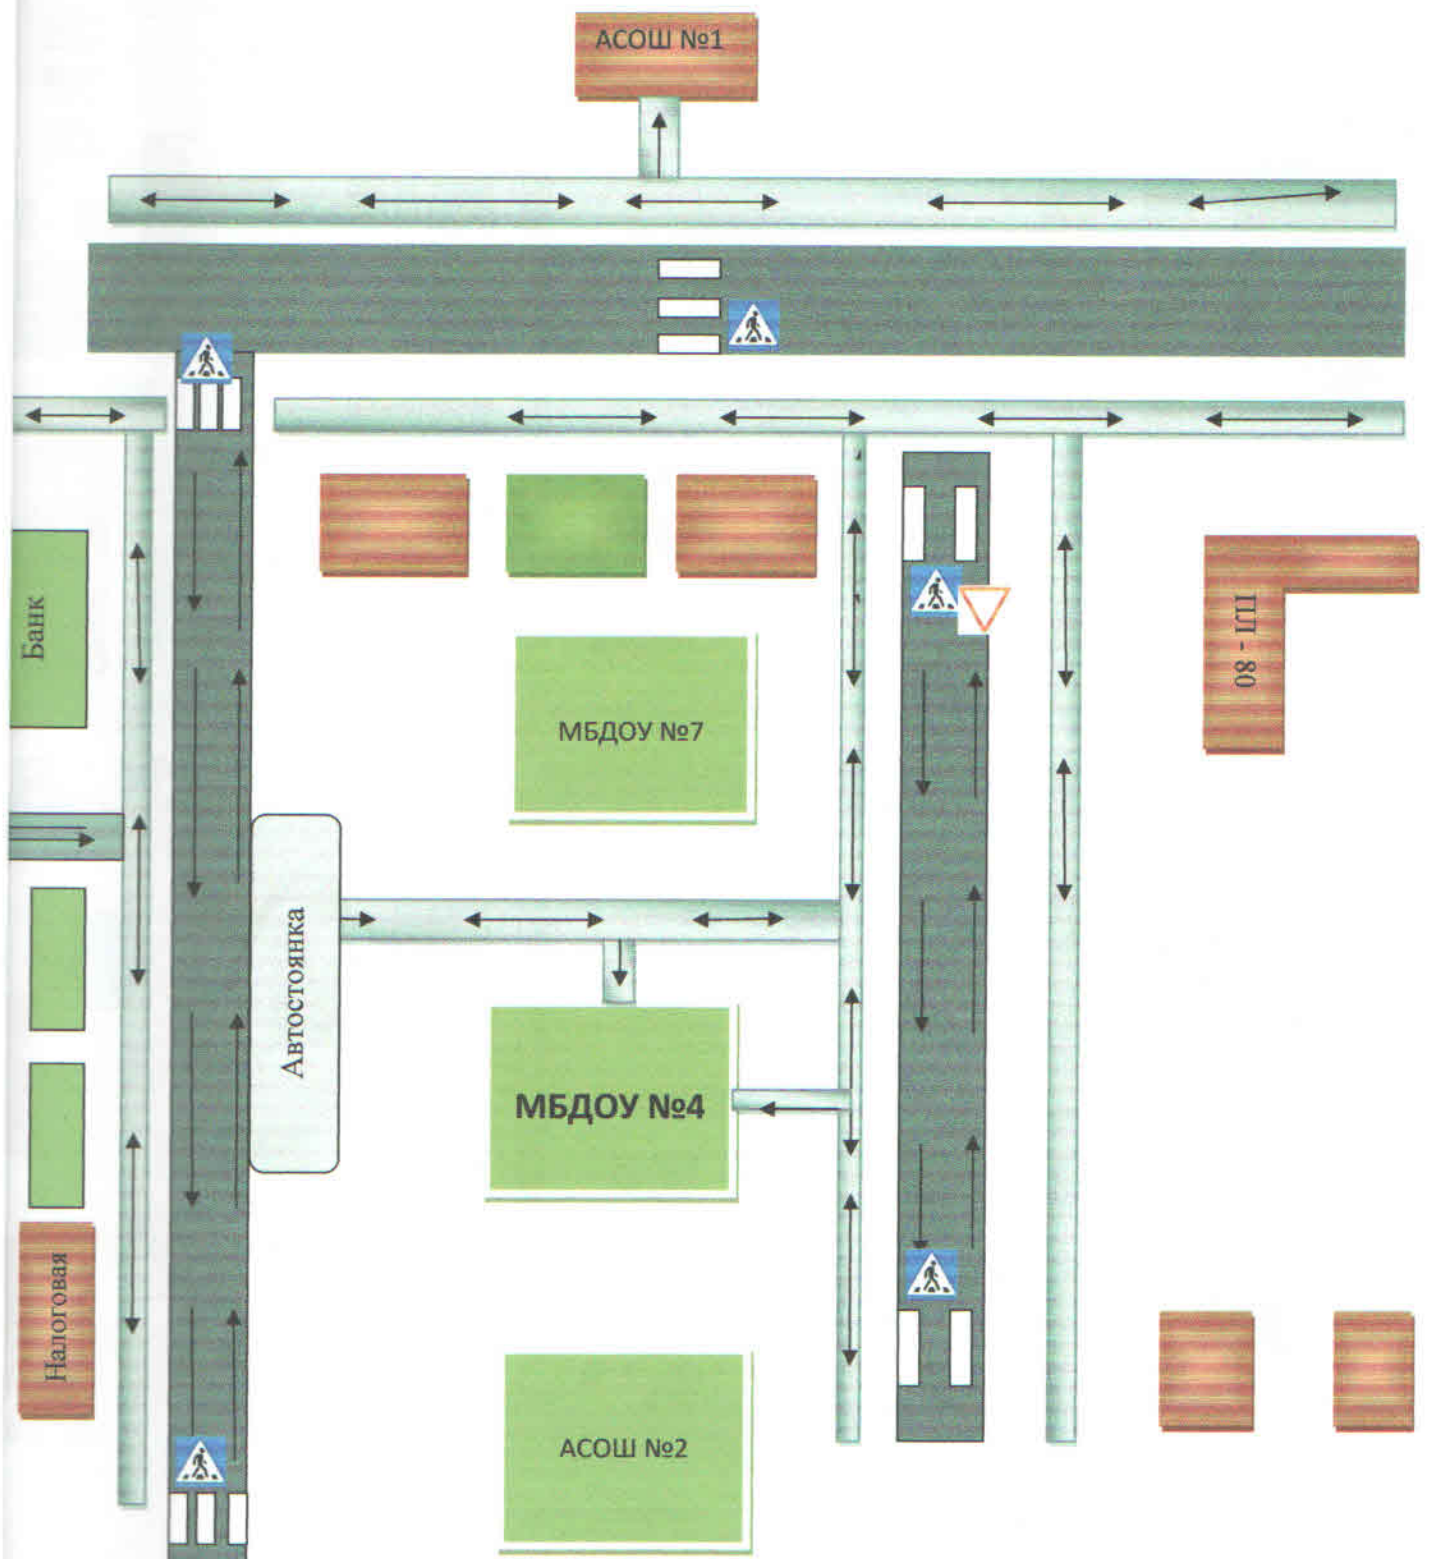 АСОШ №1
Банк
ПЛ - 80
МБДОУ №7
Автостоянка
МБДОУ №4
Налоговая
АСОШ №2